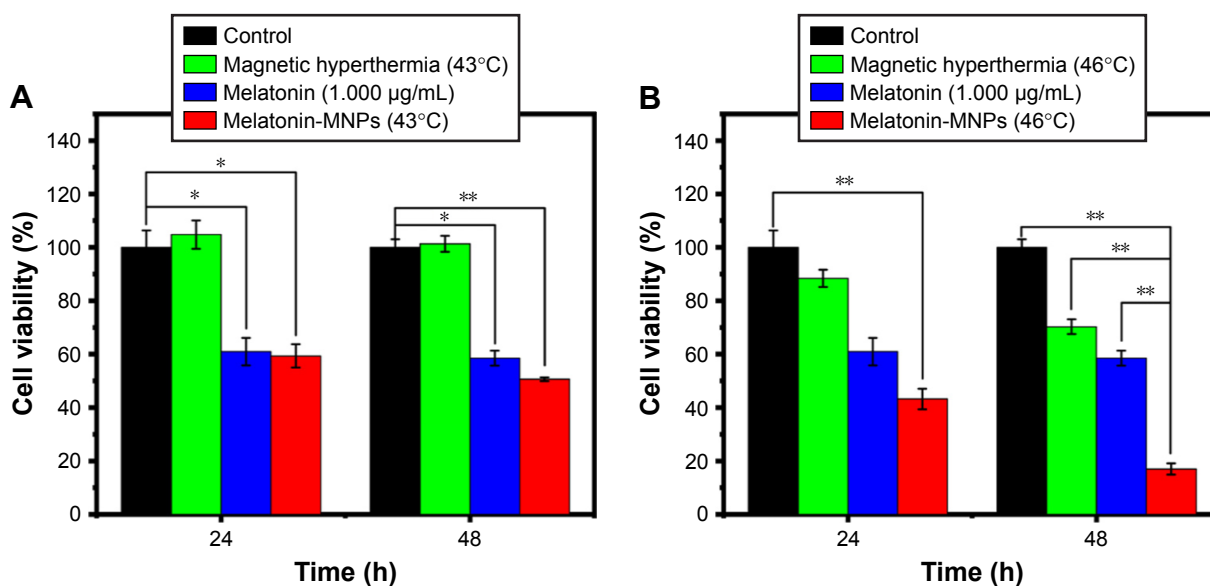 A
Control
Magnetic hyperthermia (43°C)
Melatonin (1.000 µg/mL)
Melatonin-MNPs (43°C)
Cell viability (%)
140
120
100
80
60
40
20
0
*
*
**
*
24
48
Time (h)
B
Control
Magnetic hyperthermia (46°C)
Melatonin (1.000 µg/mL)
Melatonin-MNPs (46°C)
Cell viability (%)
140
120
100
80
60
40
20
0
**
**
**
**
24
48
Time (h)